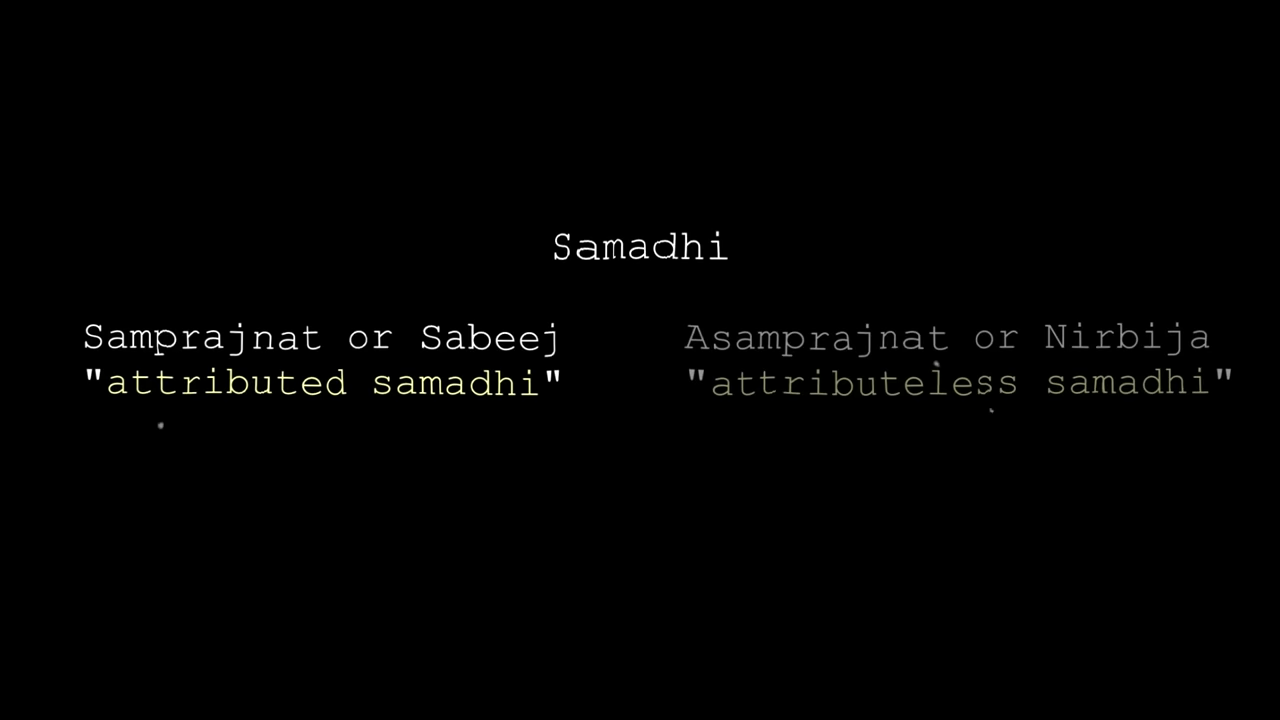 Samadhi
Samprajnat or Sabeej
"attributed samadhi"
Asamprajnat or Nirbija
"attributeless samadhi"